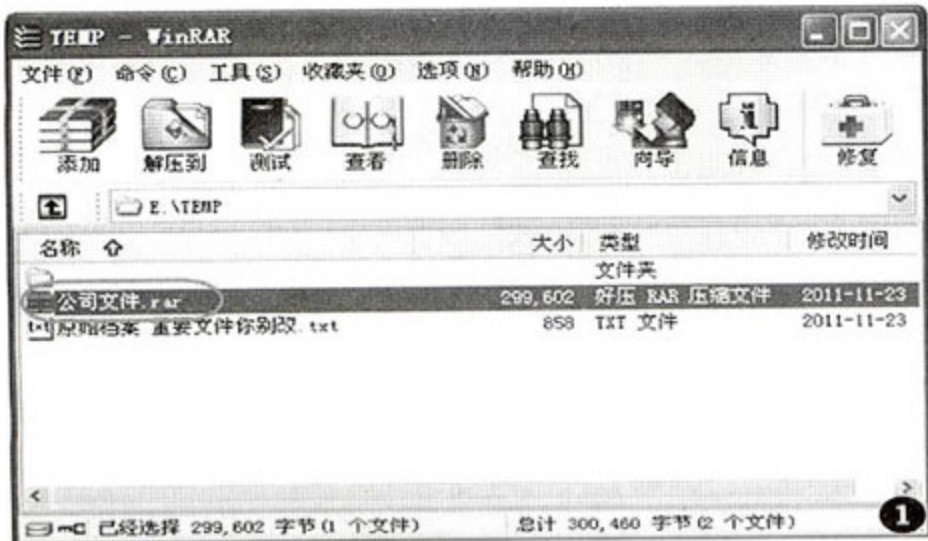 TEMP - WinRAR
文件(F) 命令(C) 工具(S) 收藏夹(O) 选项(N) 帮助(H)
添加 解压到 测试 查看 删除 查找 向导 信息 修复
E:\TEMP
名称 大小 类型 修改时间
文件夹
公司文件.rar 299,602 好压 RAR 压缩文件 2011-11-23
原始档案 重要文件你别改.txt 858 TXT 文件 2011-11-23
已经选择 299,602 字节(1 个文件) 总计 300,460 字节(2 个文件)
1